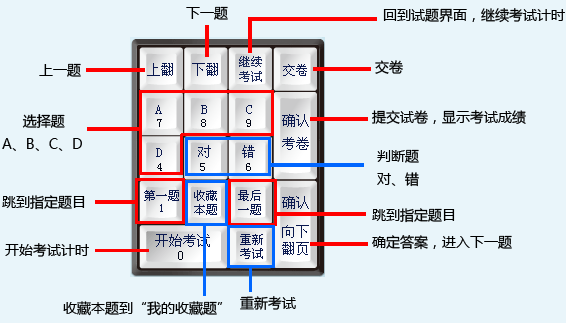 下一题
回到试题界面，继续考试计时
上一题
上翻
下翻
继续
考试
交卷
交卷
选择题
A、B、C、D
A
7
B
8
C
9
确认
考卷
提交试卷，显示考试成绩
D
4
对
5
错
6
判断题
对、错
跳到指定题目
第一题
1
收藏
本题
最后
一题
确认
向下
翻页
跳到指定题目
开始考试计时
开始考试
0
重新
考试
确定答案，进入下一题
收藏本题到“我的收藏题”
重新考试